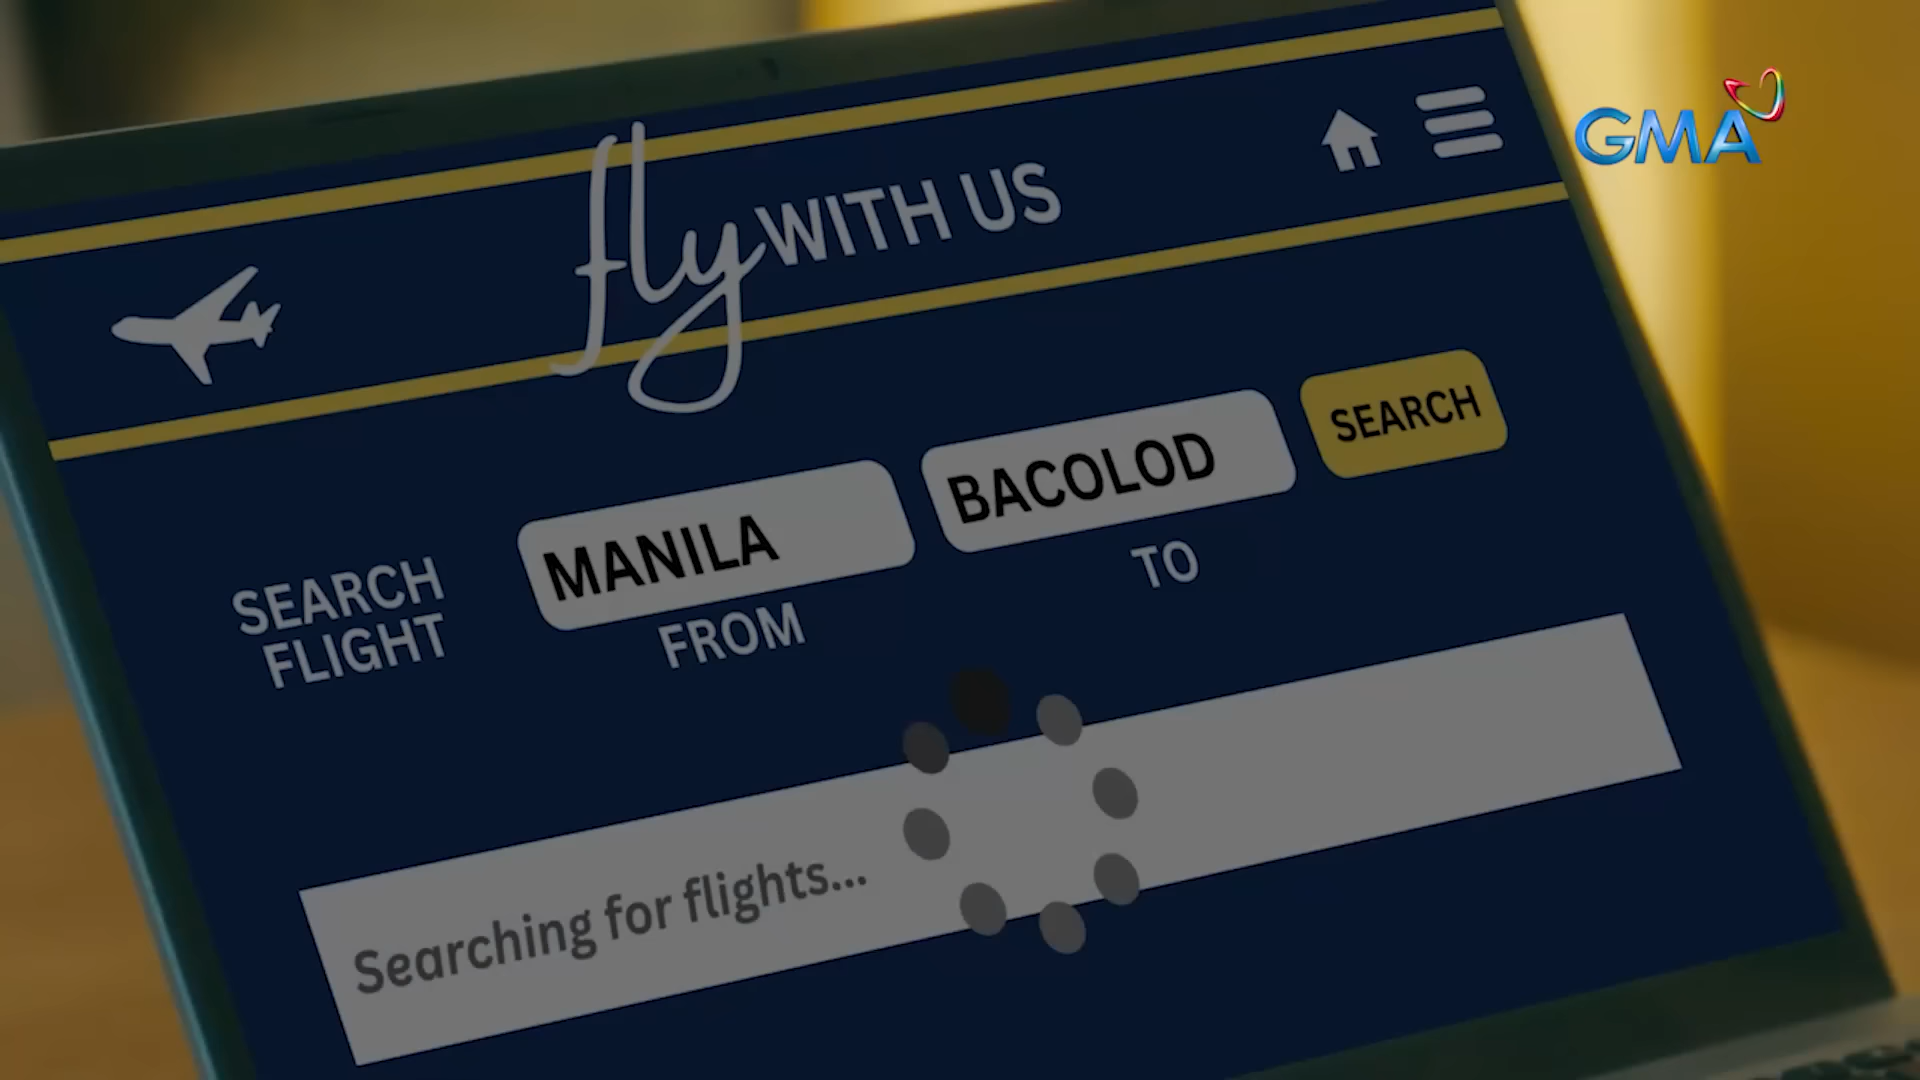 GMA
fly WITH US
SEARCH
FLIGHT
MANILA
FROM
BACOLOD
TO
SEARCH
Searching for flights...